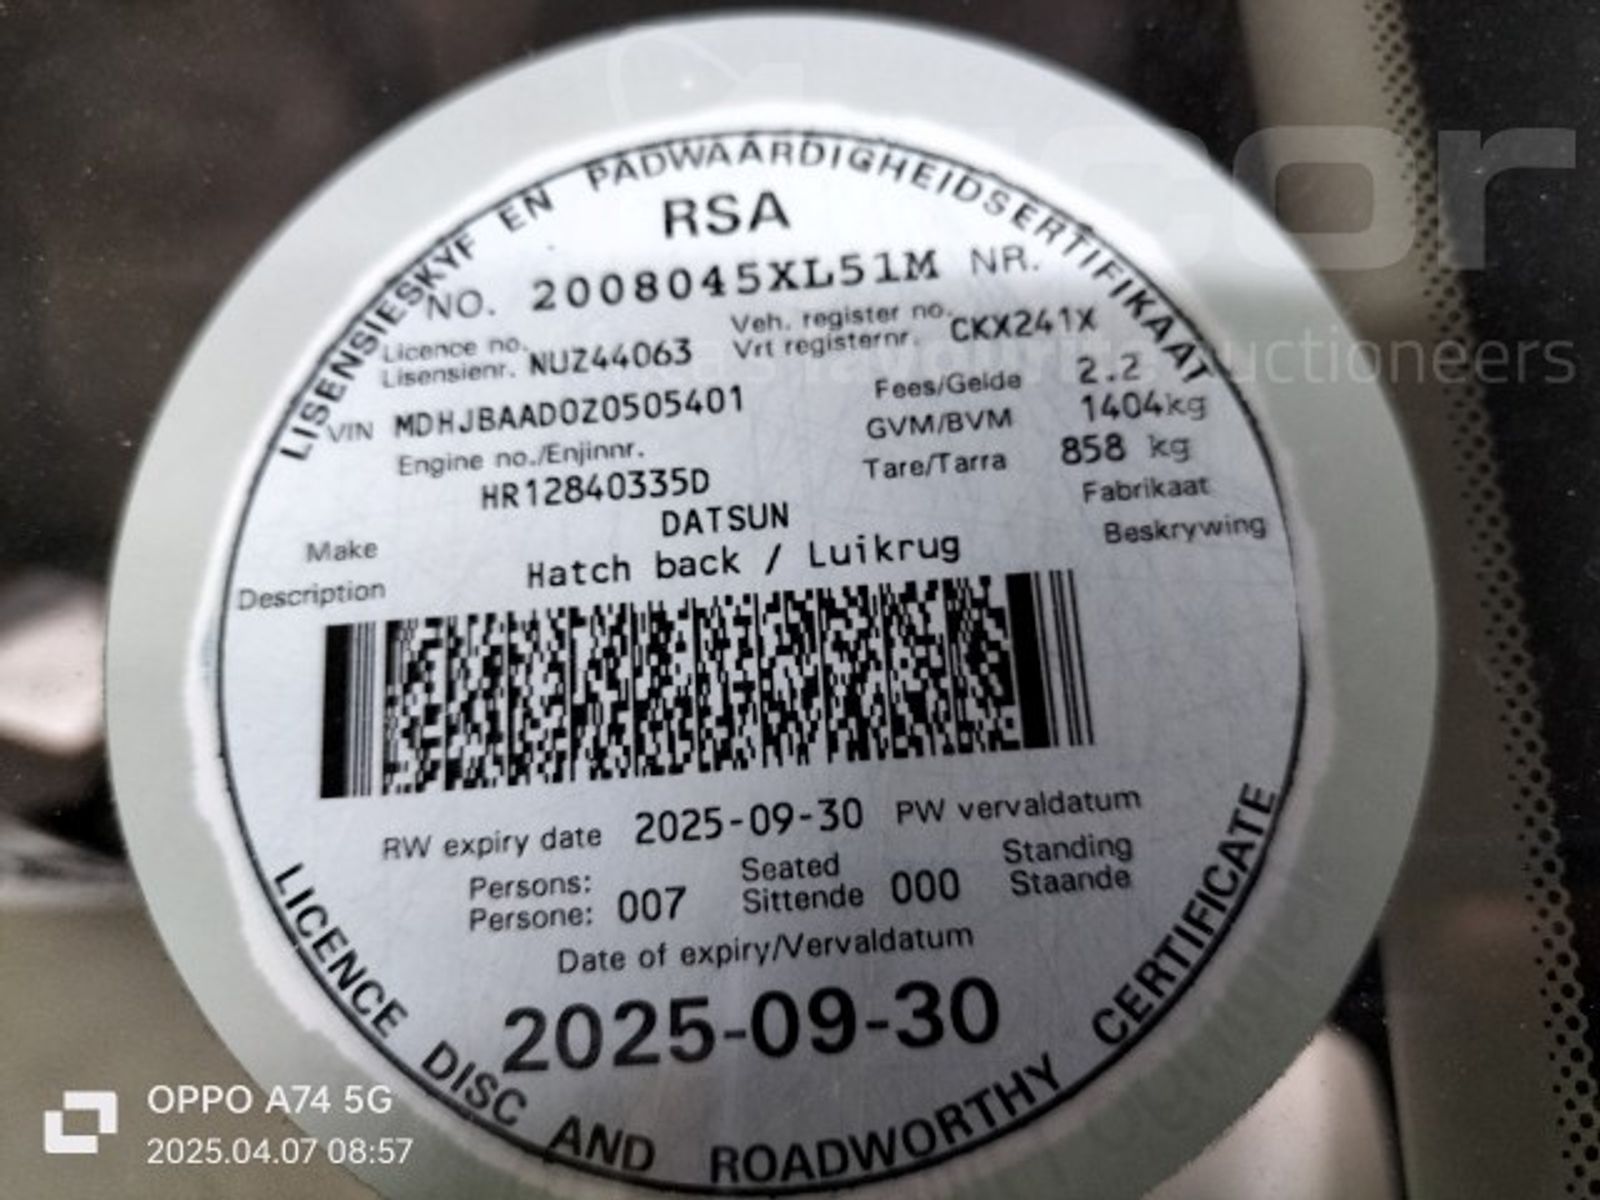 LISENSIESKYF EN PADWAARDIGHEIDSERTIFIKAAT
RSA
NO. 2008045XL51M NR.
Licence no. Lisensienr. NUZ44063 Veh. register no. Vrt registernr. CKX241X
VIN MDHJBAAD0Z0505401 Fees/Gelde 2.2
GVM/BVM 1404kg
Engine no./Enjinnr. Tare/Tarra 858 kg
HR12840335D Fabrikaat
Make DATSUN Beskrywing
Description Hatch back / Luikrug
RW expiry date 2025-09-30 PW vervaldatum
Persons: Persone: 007 Seated Sittende 000 Standing Staande
Date of expiry/Vervaldatum
2025-09-30
LICENCE DISC AND ROADWORTHY CERTIFICATE
OPPO A74 5G
2025.04.07 08:57